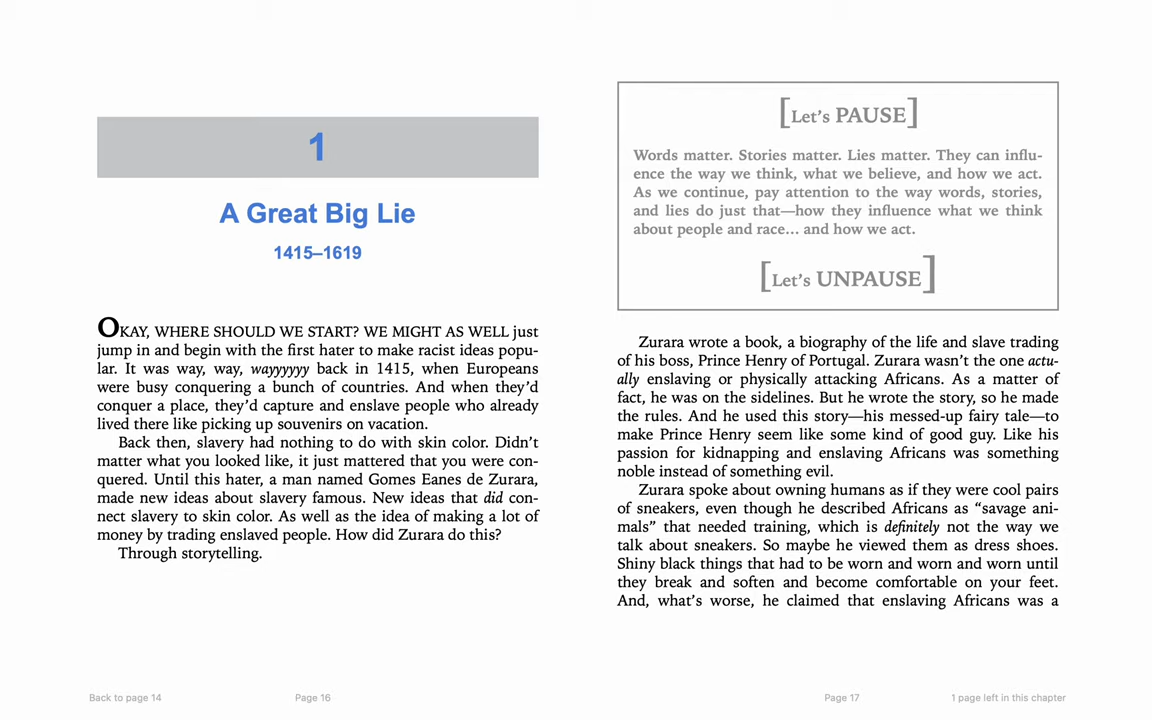 1
A Great Big Lie
1415–1619
OKAY, WHERE SHOULD WE START? WE MIGHT AS WELL just
jump in and begin with the first hater to make racist ideas popu-
lar. It was way, way, wayyyyyy back in 1415, when Europeans
were busy conquering a bunch of countries. And when they’d
conquer a place, they’d capture and enslave people who already
lived there like picking up souvenirs on vacation.
Back then, slavery had nothing to do with skin color. Didn’t
matter what you looked like, it just mattered that you were con-
quered. Until this hater, a man named Gomes Eanes de Zurara,
made new ideas about slavery famous. New ideas that did con-
nect slavery to skin color. As well as the idea of making a lot of
money by trading enslaved people. How did Zurara do this?
Through storytelling.
Back to page 14
Page 16
[Let’s PAUSE]
Words matter. Stories matter. Lies matter. They can influ-
ence the way we think, what we believe, and how we act.
As we continue, pay attention to the way words, stories,
and lies do just that—how they influence what we think
about people and race… and how we act.
[Let’s UNPAUSE]
Zurara wrote a book, a biography of the life and slave trading
of his boss, Prince Henry of Portugal. Zurara wasn’t the one actu-
ally enslaving or physically attacking Africans. As a matter of
fact, he was on the sidelines. But he wrote the story, so he made
the rules. And he used this story—his messed-up fairy tale—to
make Prince Henry seem like some kind of good guy. Like his
passion for kidnapping and enslaving Africans was something
noble instead of something evil.
Zurara spoke about owning humans as if they were cool pairs
of sneakers, even though he described Africans as “savage ani-
mals” that needed training, which is definitely not the way we
talk about sneakers. So maybe he viewed them as dress shoes.
Shiny black things that had to be worn and worn and worn until
they break and soften and become comfortable on your feet.
And, what’s worse, he claimed that enslaving Africans was a
Page 17
1 page left in this chapter